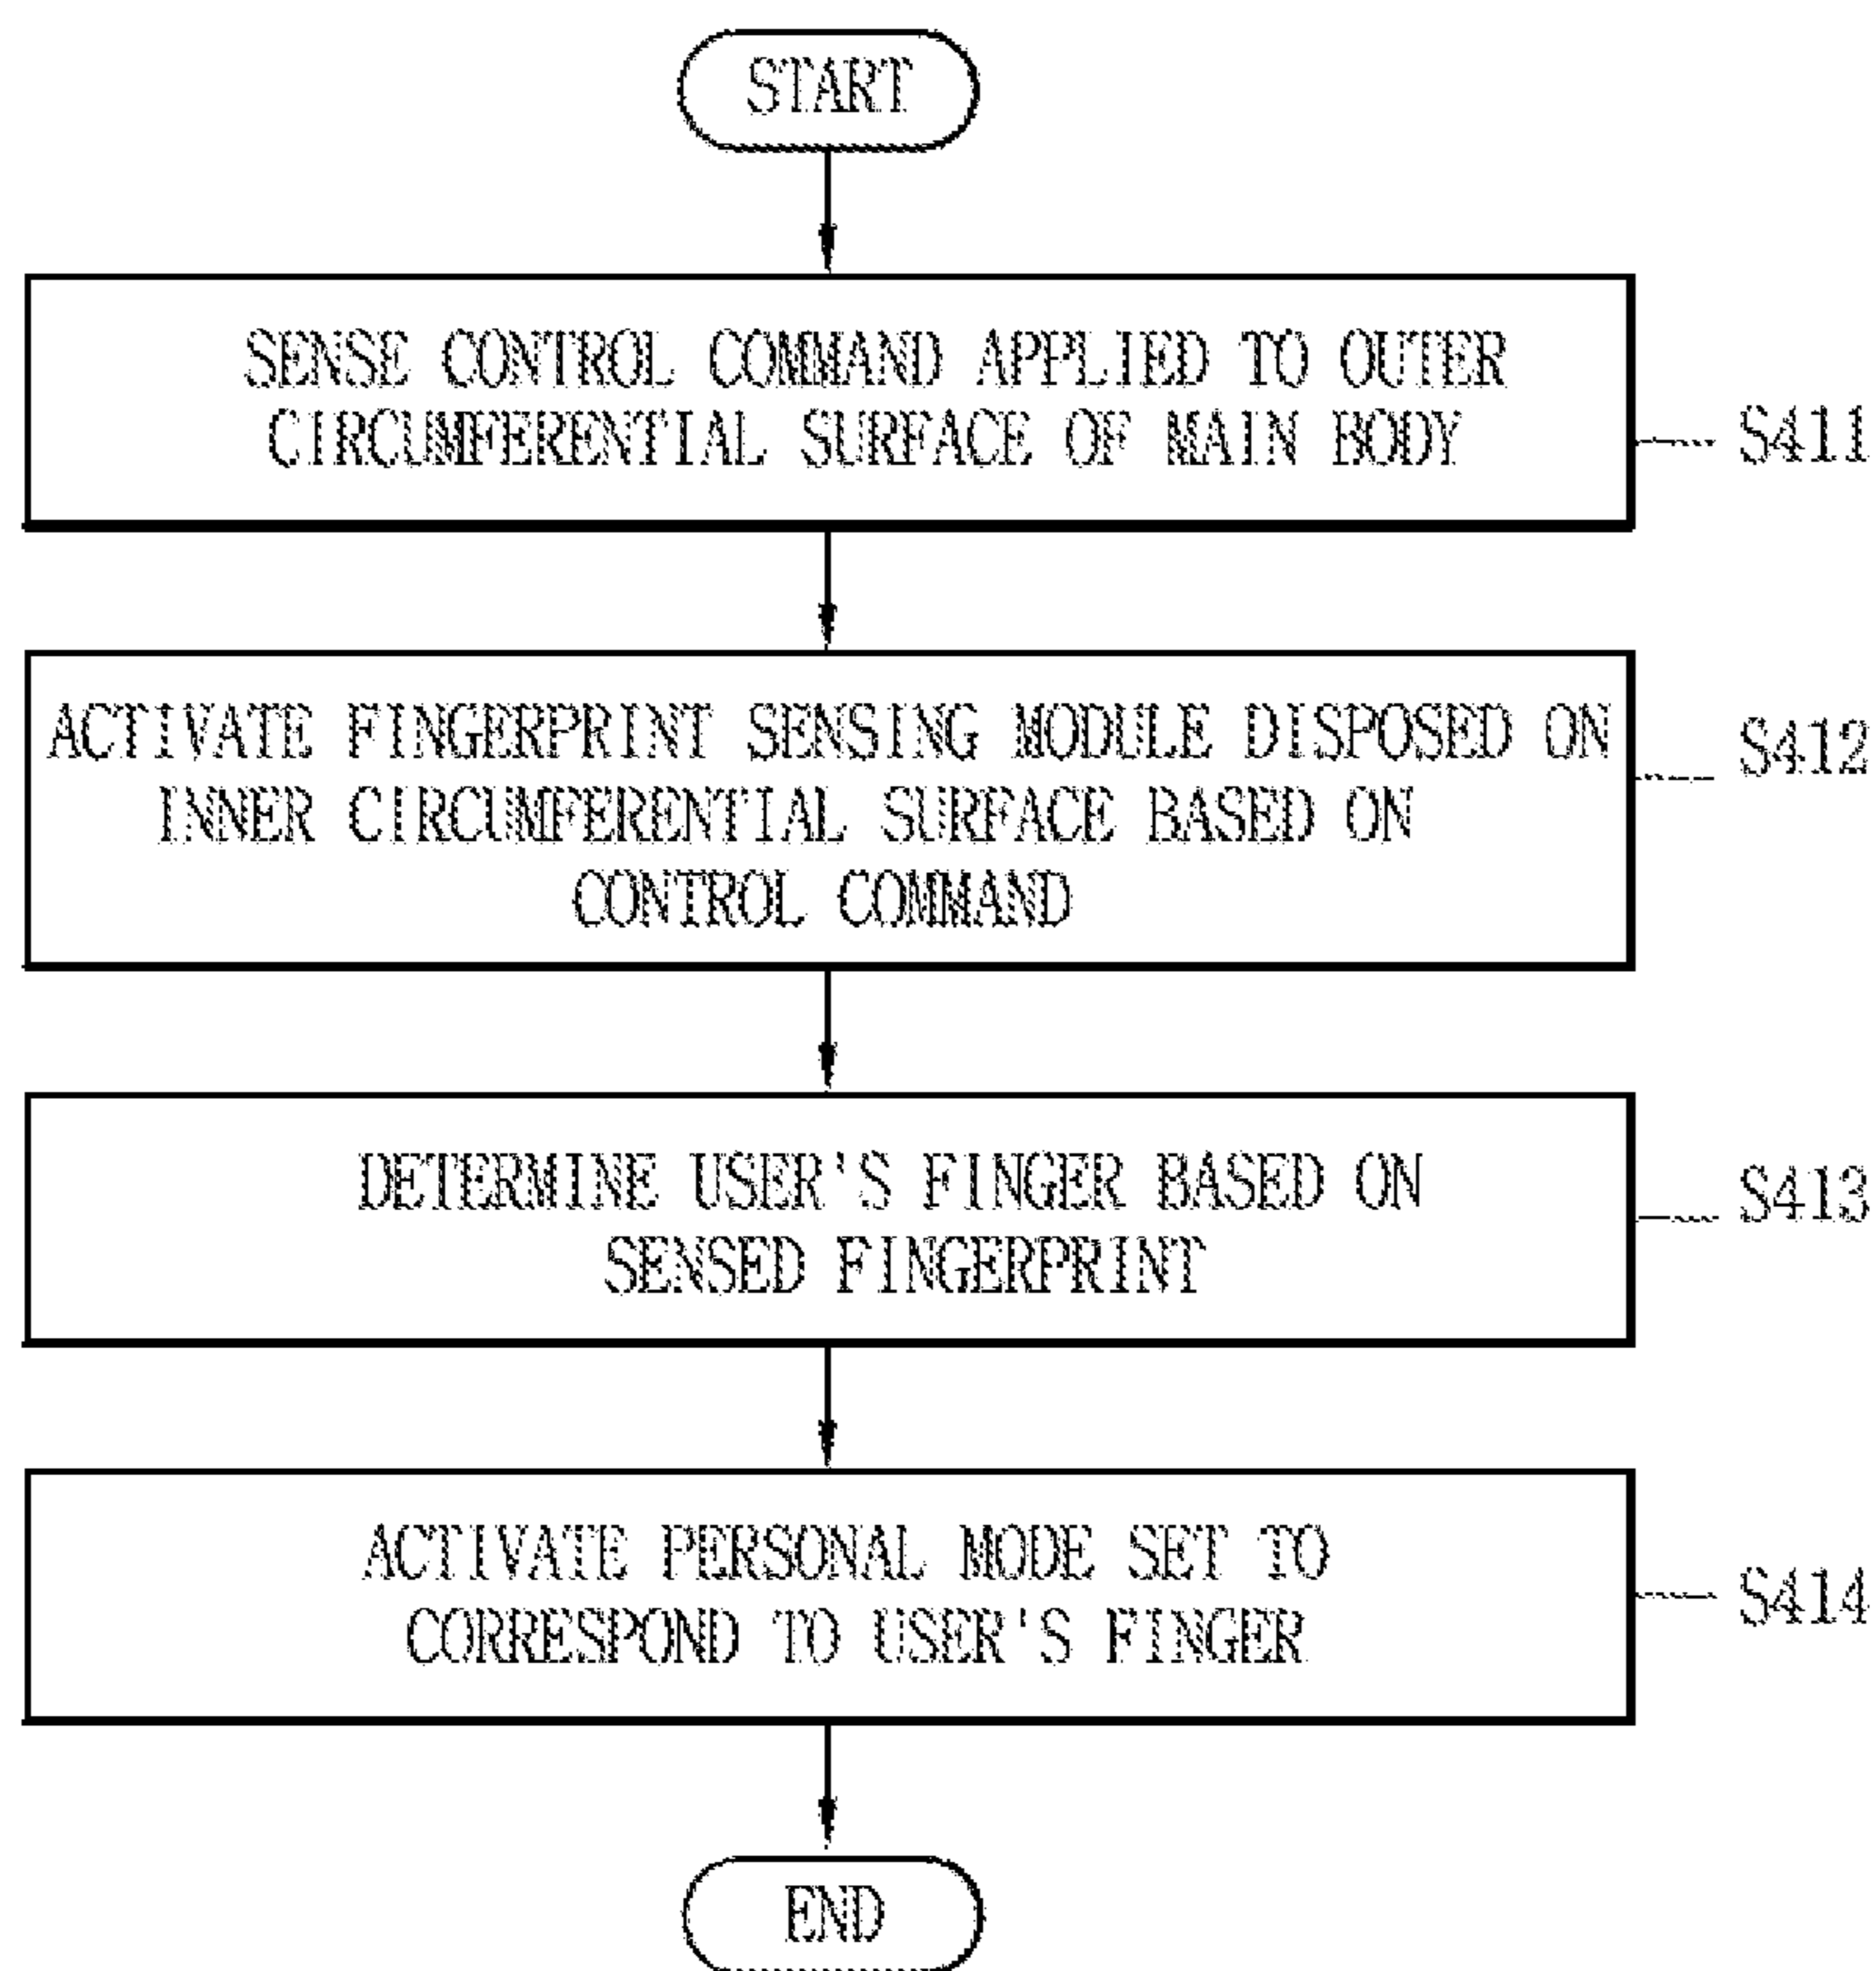 START
SENSE CONTROL COMMAND APPLIED TO OUTER
CIRCUMFERENTIAL SURFACE OF MAIN BODY
S411
ACTIVATE FINGERPRINT SENSING MODULE DISPOSED ON
INNER CIRCUMFERENTIAL SURFACE BASED ON
CONTROL COMMAND
S412
DETERMINE USER'S FINGER BASED ON
SENSED FINGERPRINT
S413
ACTIVATE PERSONAL MODE SET TO
CORRESPOND TO USER'S FINGER
S414
END